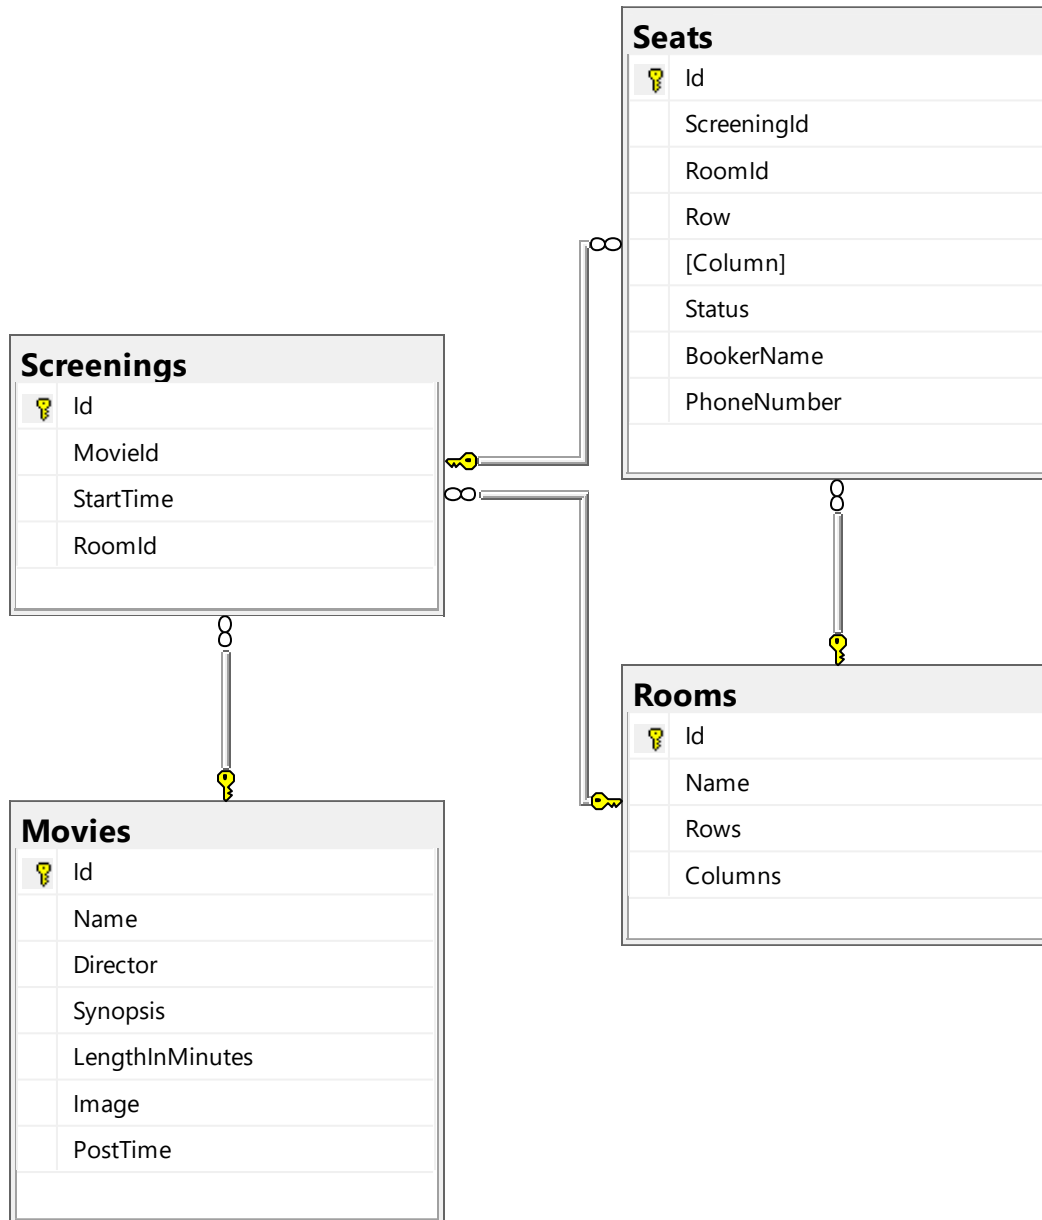 Seats
Id
ScreeningId
RoomId
Row
[Column]
Status
BookerName
PhoneNumber
Screenings
Id
MovieId
StartTime
RoomId
Rooms
Id
Name
Rows
Columns
Movies
Id
Name
Director
Synopsis
LengthInMinutes
Image
PostTime